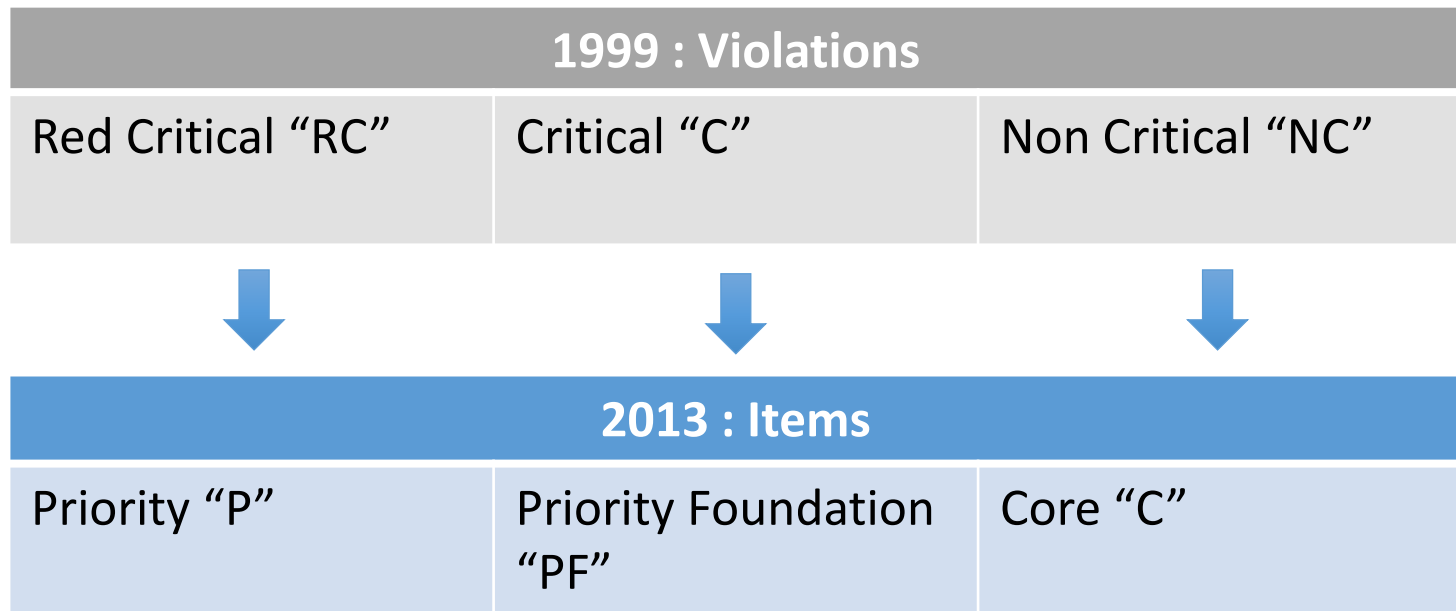 1999 : Violations
Red Critical “RC”
Critical “C”
Non Critical “NC”
2013 : Items
Priority “P”
Priority Foundation
“PF”
Core “C”